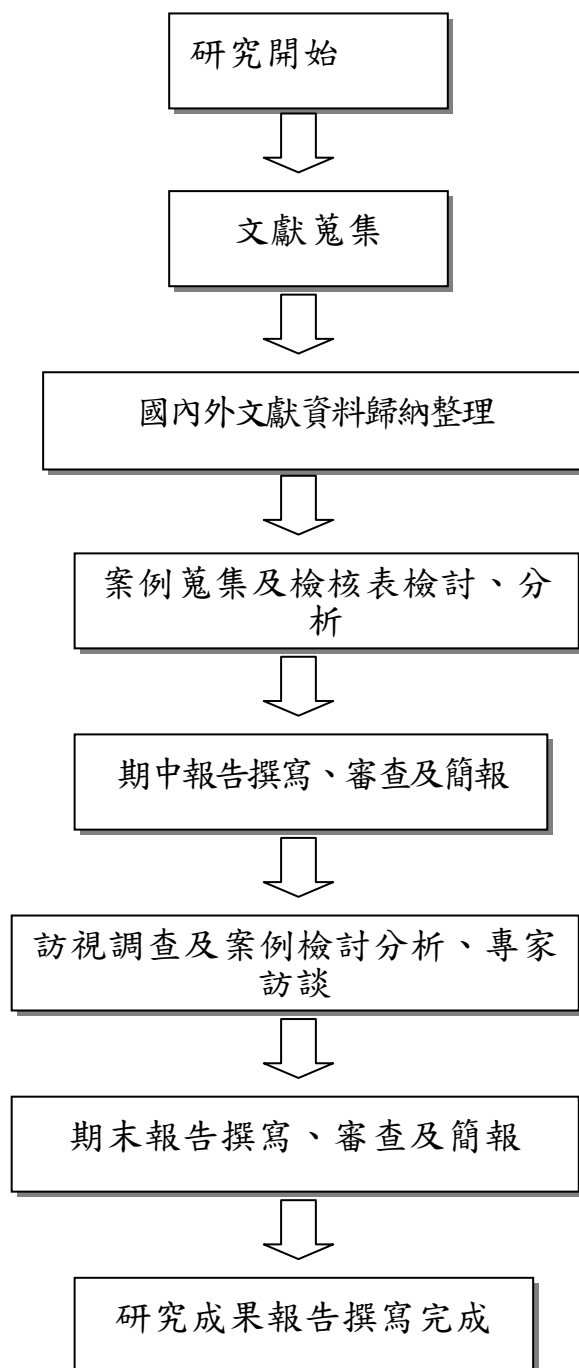 研究開始
文獻蒐集
國內外文獻資料歸納整理
案例蒐集及檢核表檢討、分
析
期中報告撰寫、審查及簡報
訪視調查及案例檢討分析、專家
訪談
期末報告撰寫、審查及簡報
研究成果報告撰寫完成